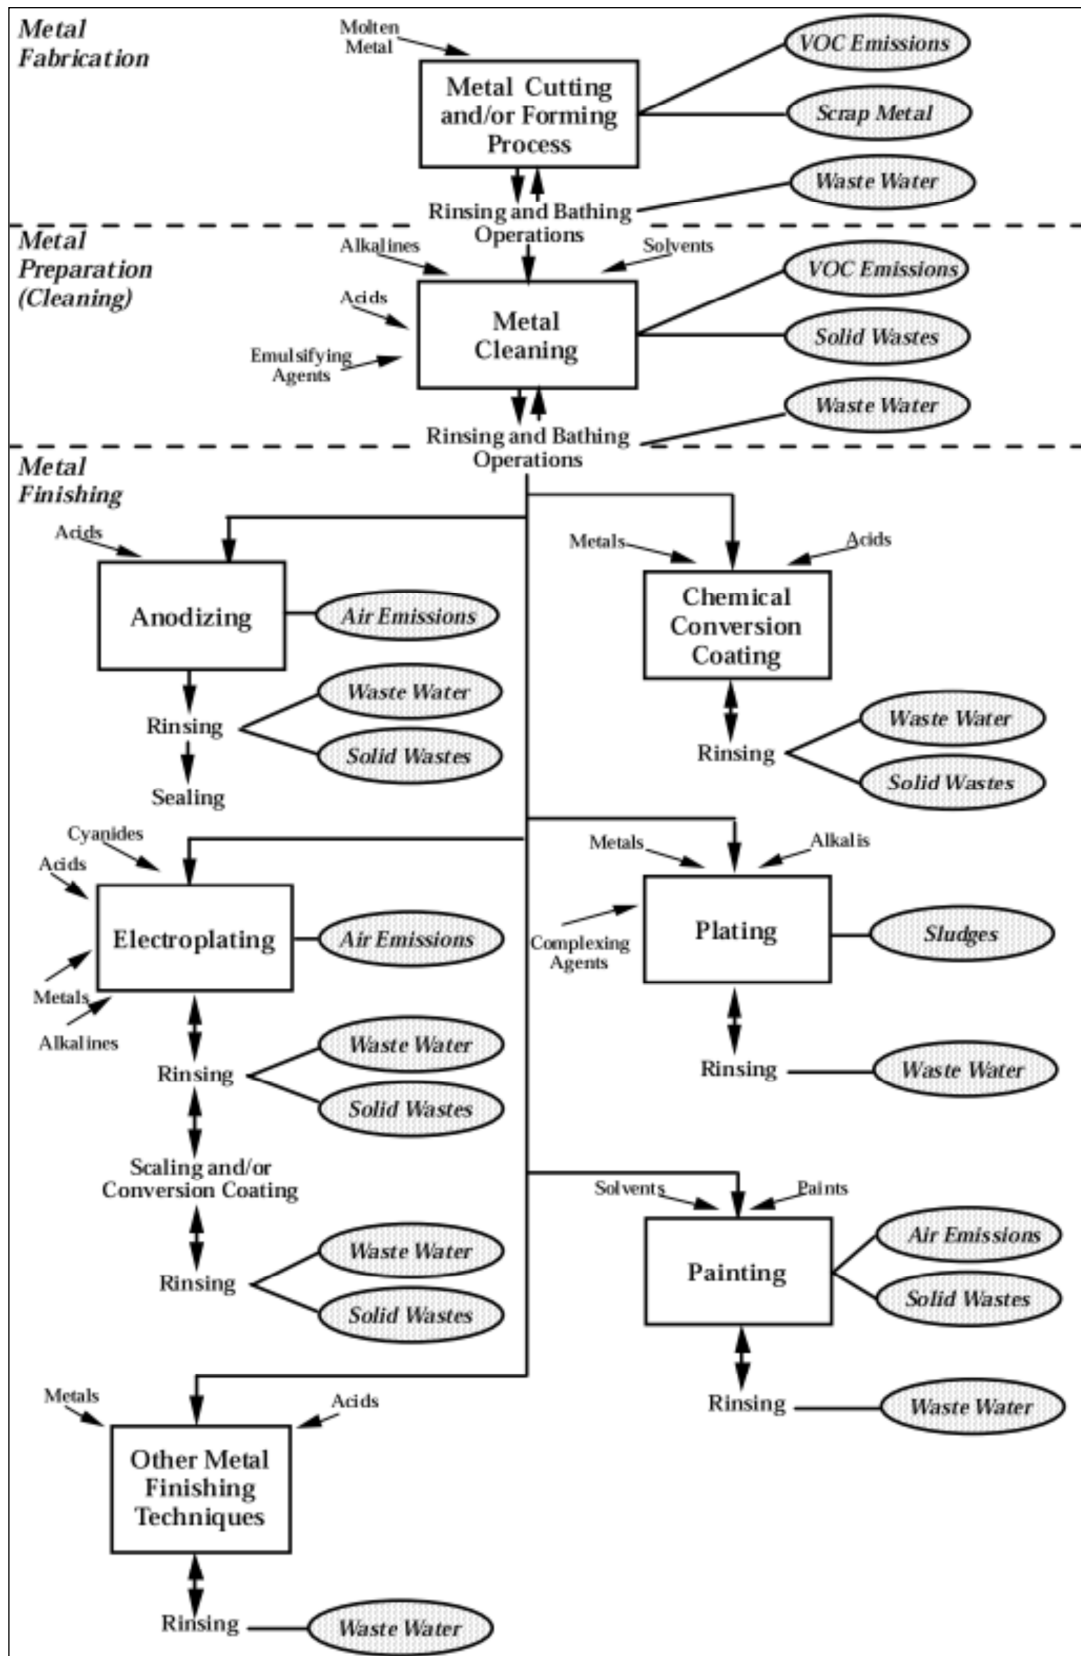 Metal
Fabrication
Molten
Metal
Metal Cutting
and/or Forming
Process
VOC Emissions
Scrap Metal
Waste Water
Rinsing and Bathing
Operations
Metal
Preparation
(Cleaning)
Alkalines
Solvents
Acids
Emulsifying
Agents
Metal
Cleaning
VOC Emissions
Solid Wastes
Waste Water
Rinsing and Bathing
Operations
Metal
Finishing
Acids
Anodizing
Air Emissions
Rinsing
Waste Water
Solid Wastes
Sealing
Metals
Acids
Chemical
Conversion
Coating
Rinsing
Waste Water
Solid Wastes
Cyanides
Acids
Electroplating
Metals
Alkalines
Air Emissions
Rinsing
Waste Water
Solid Wastes
Scaling and/or
Conversion Coating
Rinsing
Waste Water
Solid Wastes
Metals
Alkalis
Complexing
Agents
Plating
Sludges
Rinsing
Waste Water
Solvents
Paints
Painting
Air Emissions
Solid Wastes
Rinsing
Waste Water
Metals
Acids
Other Metal
Finishing
Techniques
Rinsing
Waste Water